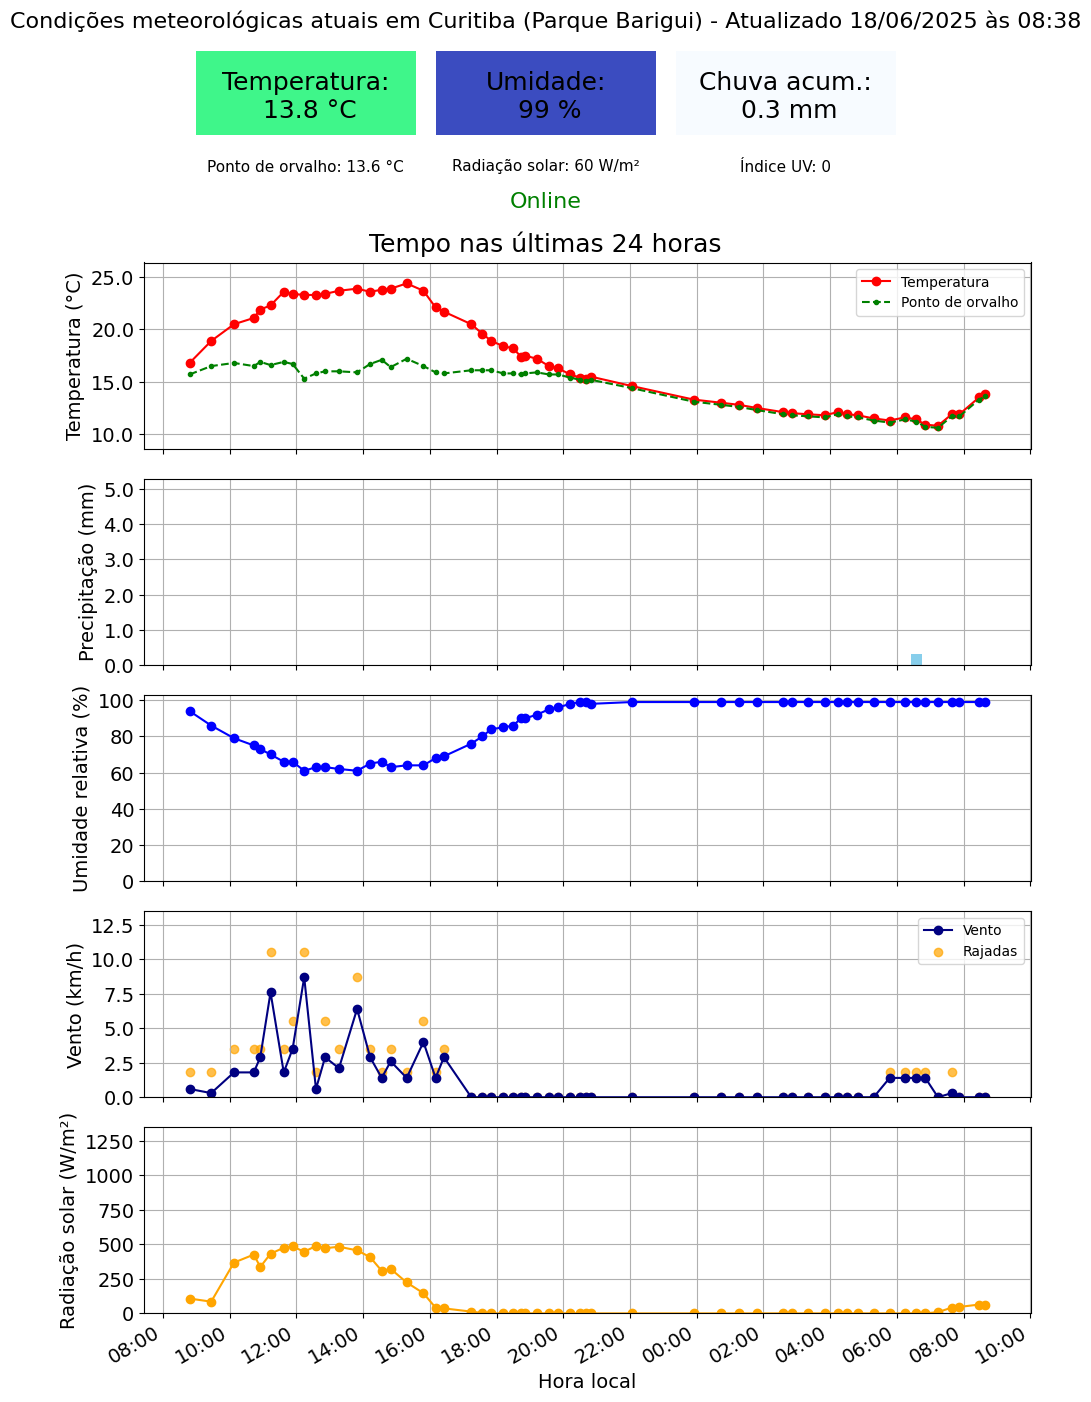 Condições meteorológicas atuais em Curitiba (Parque Barigui) - Atualizado 18/06/2025 às 08:38
Temperatura:
13.8 °C
Umidade:
99 %
Chuva acum.:
0.3 mm
Ponto de orvalho: 13.6 °C
Radiação solar: 60 W/m²
Índice UV: 0
Online
Tempo nas últimas 24 horas
Temperatura (°C)
25.0
20.0
15.0
10.0
Temperatura
Ponto de orvalho
Precipitação (mm)
5.0
4.0
3.0
2.0
1.0
0.0
Umidade relativa (%)
100
80
60
40
20
0
Vento (km/h)
12.5
10.0
7.5
5.0
2.5
0.0
Vento
Rajadas
Radiação solar (W/m²)
1250
1000
750
500
250
0
08:00
10:00
12:00
14:00
16:00
18:00
20:00
22:00
00:00
02:00
04:00
06:00
08:00
10:00
Hora local